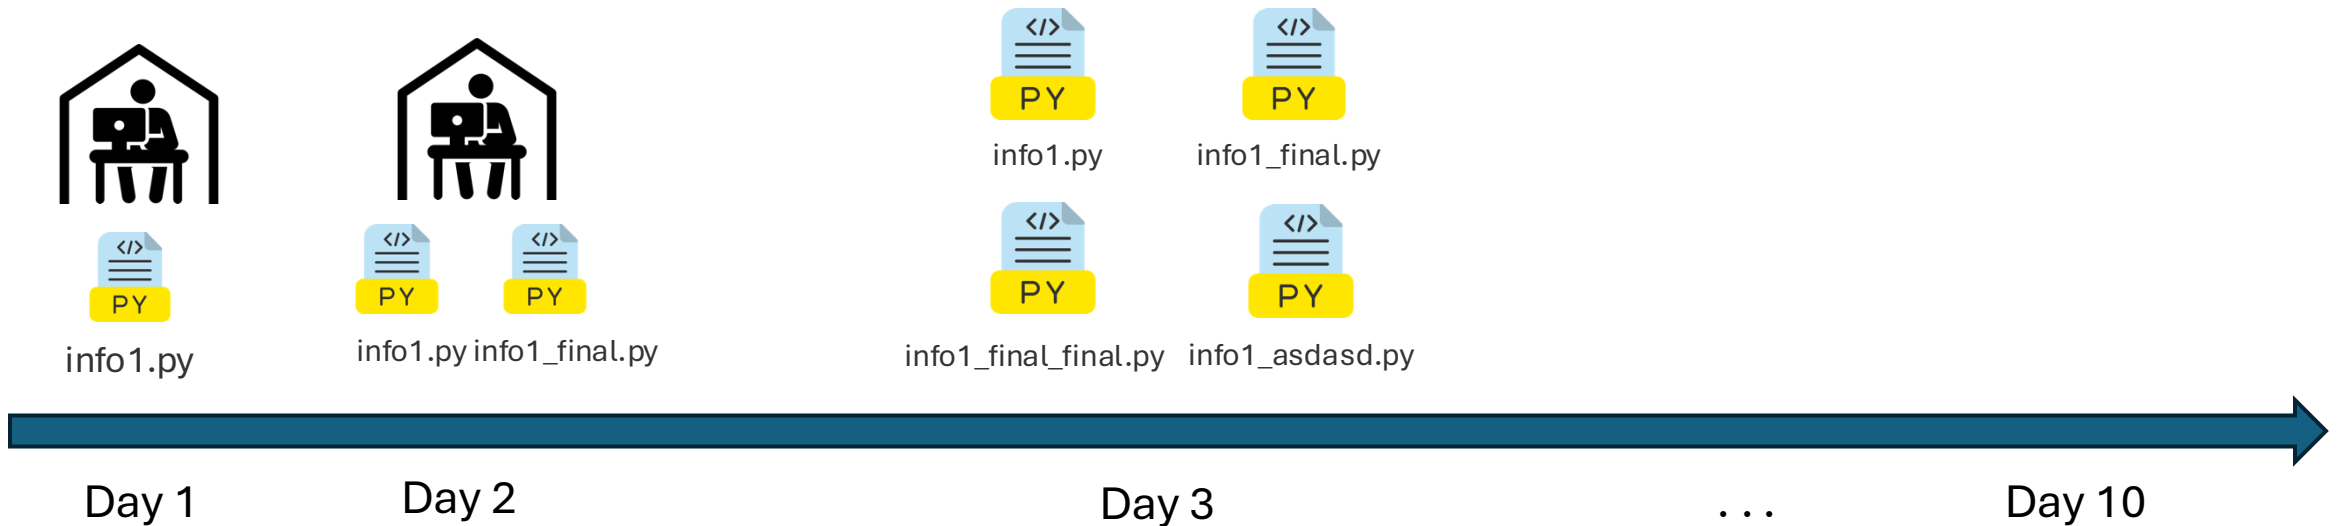 </>
PY
info1.py
</>
PY
</>
PY
info1.py info1_final.py
</>
PY
info1.py
</>
PY
info1_final.py
</>
PY
info1_final_final.py
</>
PY
info1_asdasd.py
Day 1
Day 2
Day 3
...
Day 10